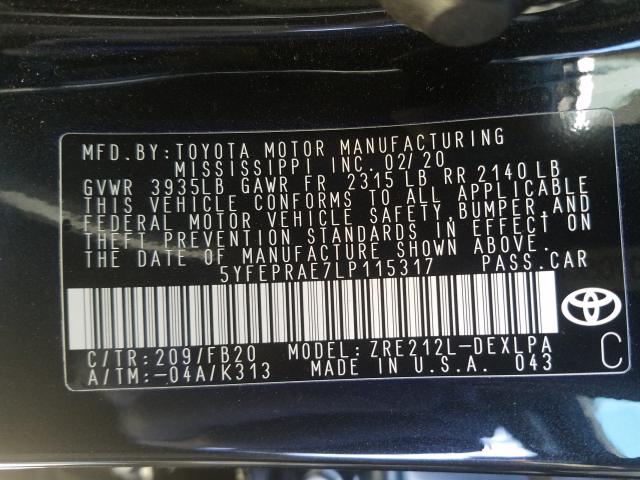 MFD.BY:TOYOTA MOTOR MANUFACTURING
MISSISSIPPI INC.02/20
GVWR 3935LB GAWR FR 2315 LB RR 2140 LB
THIS VEHICLE CONFORMS TO ALL APPLICABLE
FEDERAL MOTOR VEHICLE SAFETY,BUMPER,AND
THEFT PREVENTION STANDARDS IN EFFECT ON
THE DATE OF MANUFACTURE SHOWN ABOVE.
5YFEPRAE7LP115317 PASS.CAR
C/TR:209/FB20 MODEL:ZRE212L-DEXLPA
A/TM:-04A/K313 MADE IN U.S.A. 043
C